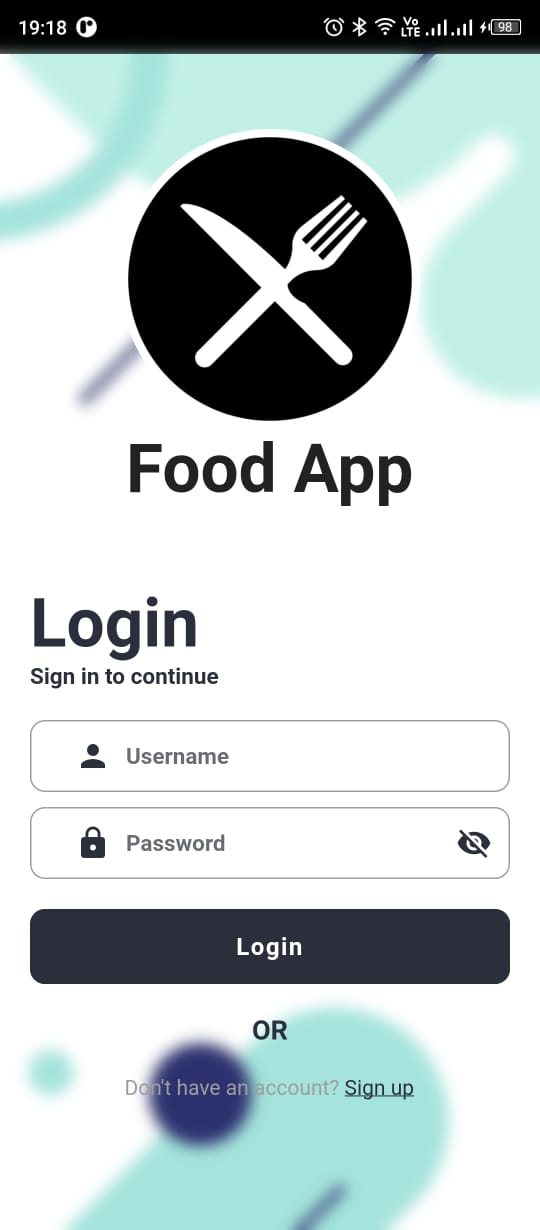 19:18 Vo LTE 98
Food App
Login
Sign in to continue
Username
Password
Login
OR
Don't have an account? Sign up